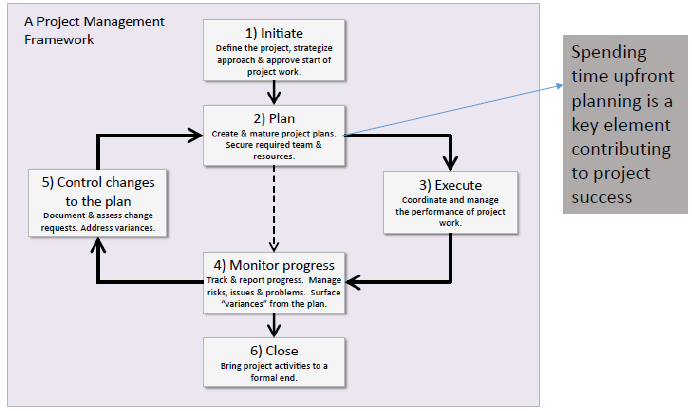 A Project Management
Framework
1) Initiate
Define the project, strategize
approach & approve start of
project work.
2) Plan
Create & mature project plans.
Secure required team &
resources.
3) Execute
Coordinate and manage
the performance of project
work.
4) Monitor progress
Track & report progress. Manage
risks, issues & problems. Surface
"variances" from the plan.
5) Control changes
to the plan
Document & assess change
requests. Address variances.
6) Close
Bring project activities to a
formal end.
Spending
time upfront
planning is a
key element
contributing
to project
success